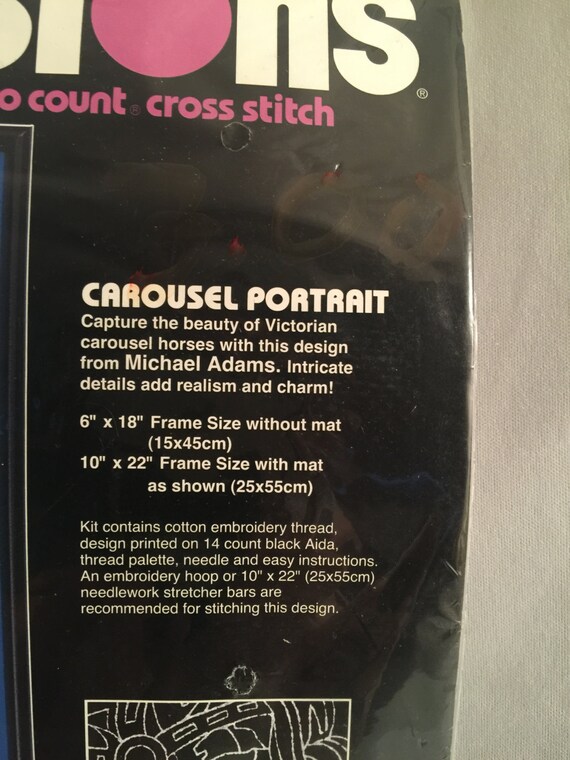 sions®
o count® cross stitch
CAROUSEL PORTRAIT
Capture the beauty of Victorian
carousel horses with this design
from Michael Adams. Intricate
details add realism and charm!
6" x 18" Frame Size without mat
(15x45cm)
10" x 22" Frame Size with mat
as shown (25x55cm)
Kit contains cotton embroidery thread,
design printed on 14 count black Aida,
thread palette, needle and easy instructions.
An embroidery hoop or 10" x 22" (25x55cm)
needlework stretcher bars are
recommended for stitching this design.